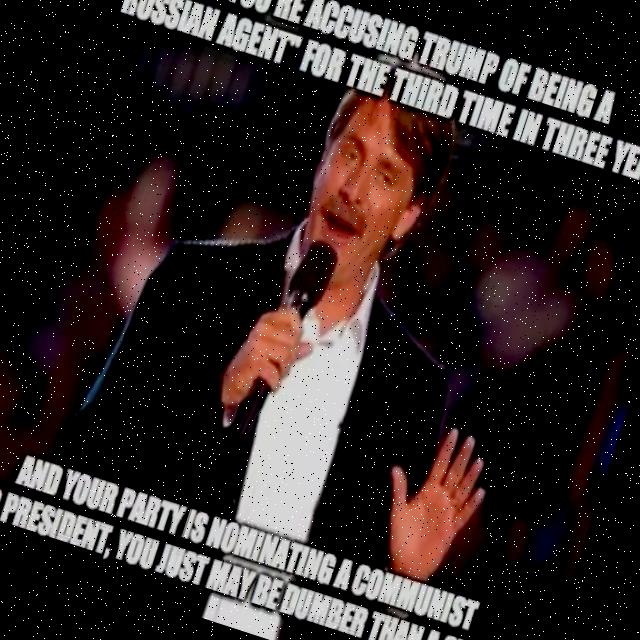 ACCUSING TRUMP OF BEING A
RUSSIAN AGENT FOR THE THIRD TIME IN THREE
AND YOUR PARTY IS NOMINATING A COMMUNIST
PRESIDENT, YOU JUST MAY BE DUMBER THAN